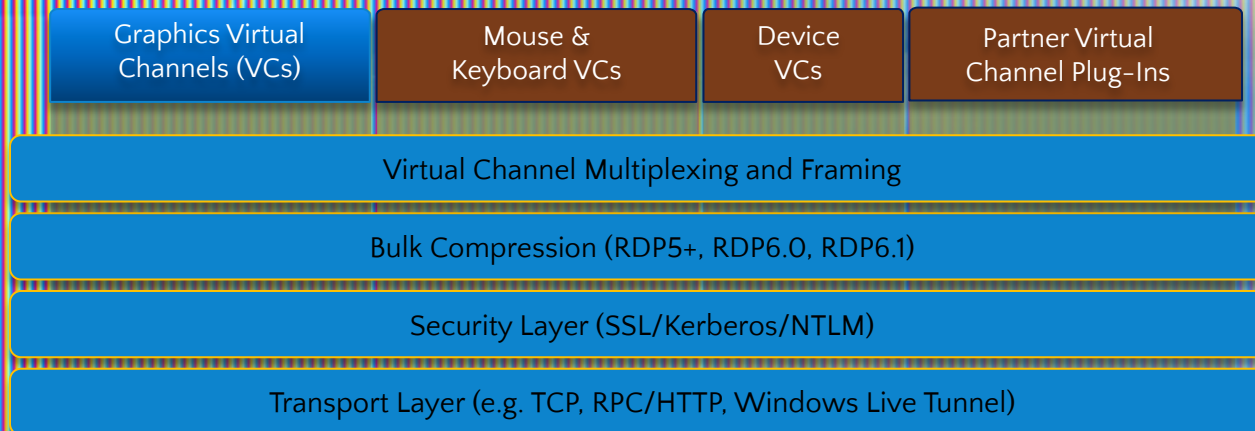 Graphics Virtual
Channels (VCs)
Mouse &
Keyboard VCs
Device
VCs
Partner Virtual
Channel Plug-Ins
Virtual Channel Multiplexing and Framing
Bulk Compression (RDP5+, RDP6.0, RDP6.1)
Security Layer (SSL/Kerberos/NTLM)
Transport Layer (e.g. TCP, RPC/HTTP, Windows Live Tunnel)